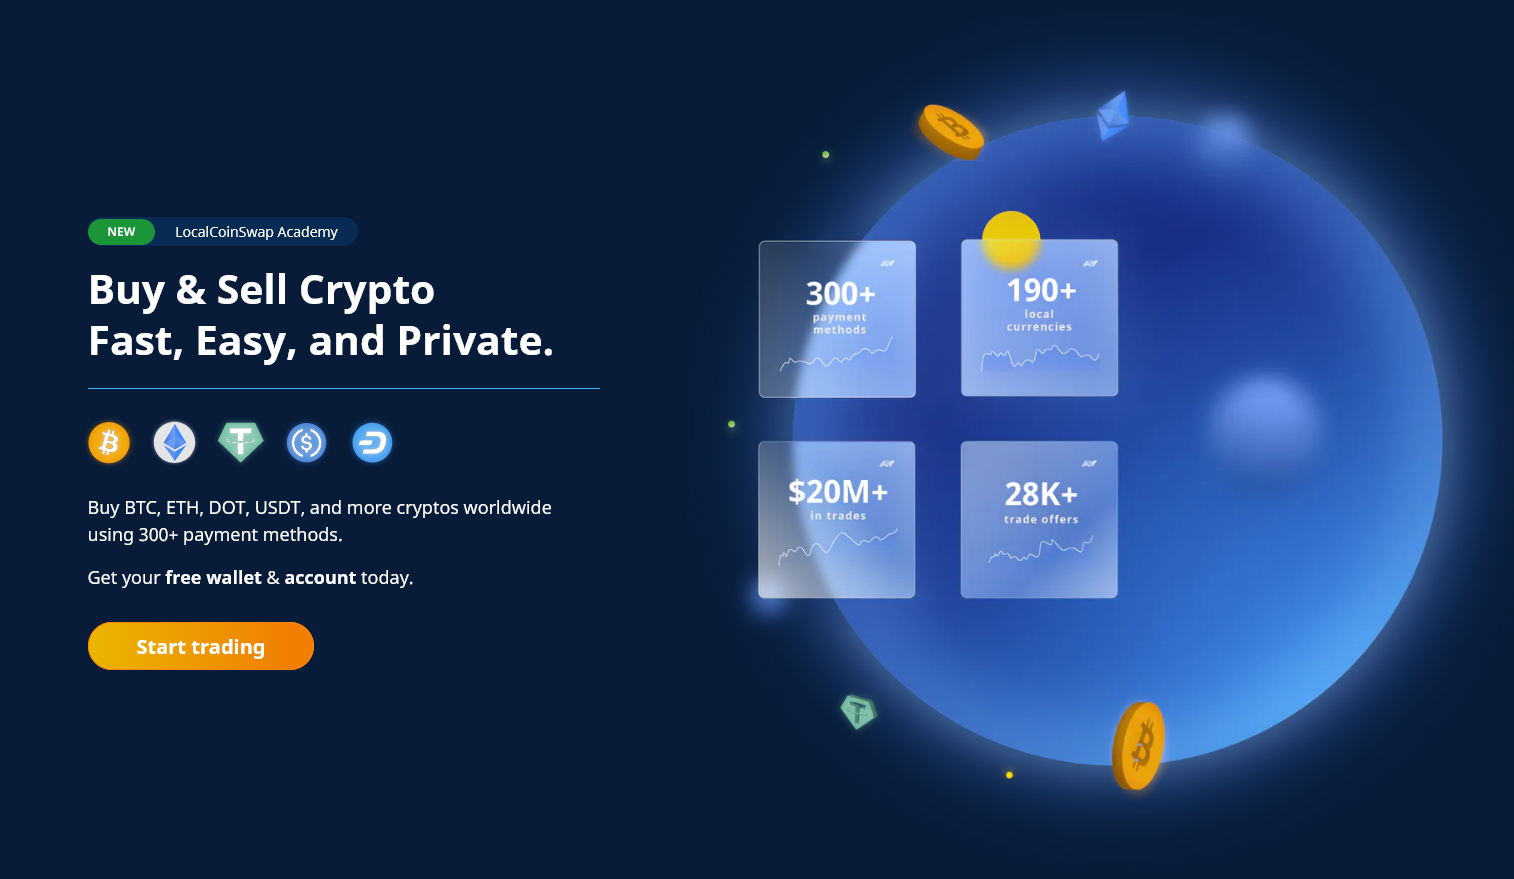 NEW LocalCoinSwap Academy
Buy & Sell Crypto
Fast, Easy, and Private.
Buy BTC, ETH, DOT, USDT, and more cryptos worldwide
using 300+ payment methods.
Get your free wallet & account today.
Start trading
300+
payment
methods
190+
local
currencies
$20M+
in trades
28K+
trade offers